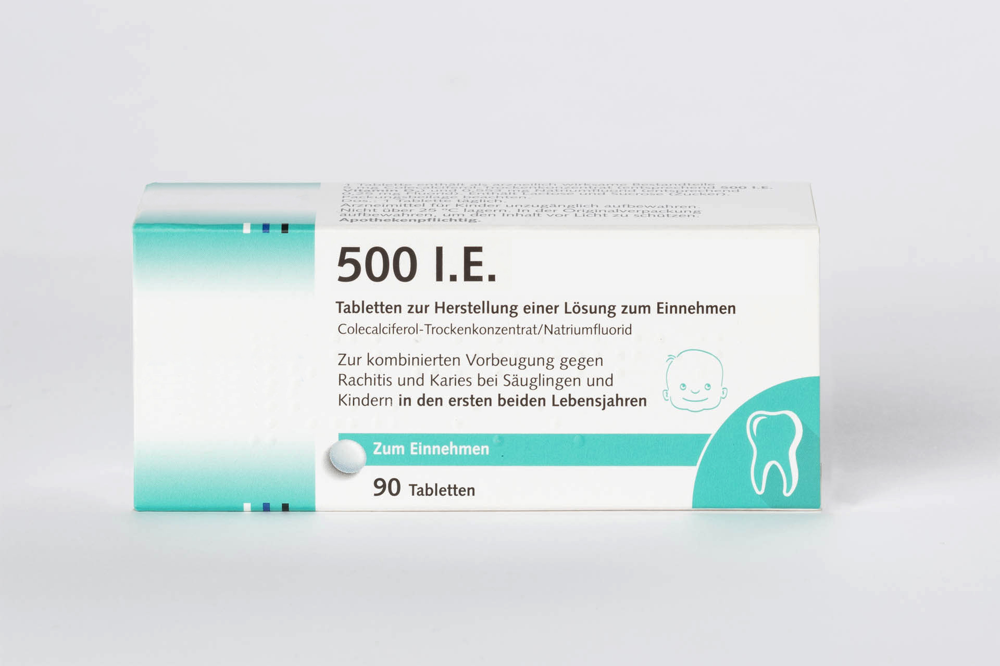 1 Tablette enthält als arzneilich wirksame Bestandteile
5 mg Colecalciferol-Trockenkonzentrat (entsprechend 500 I.E.
Vitamin D₃) und 0,553 mg Natriumfluorid (entsprechend
0,25 mg Fluorid). Enthält Lactose und Sucrose (Zucker).
Packungsbeilage beachten.
Dos.: 1 Tablette täglich.
Arzneimittel für Kinder unzugänglich aufbewahren.
Nicht über 25 °C lagern. In der Originalverpackung
aufbewahren, um den Inhalt vor Licht zu schützen.
Apothekenpflichtig.
500 I.E.
Tabletten zur Herstellung einer Lösung zum Einnehmen
Colecalciferol-Trockenkonzentrat/Natriumfluorid
Zur kombinierten Vorbeugung gegen
Rachitis und Karies bei Säuglingen und
Kindern in den ersten beiden Lebensjahren
Zum Einnehmen
90 Tabletten